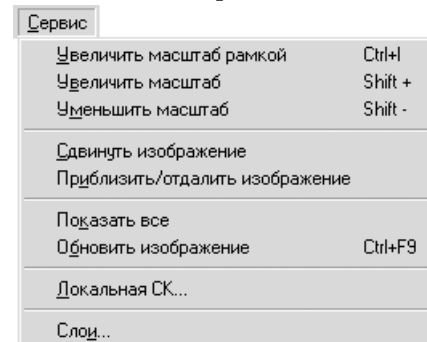 Сервис
Увеличить масштаб рамкой Ctrl+I
Увеличить масштаб Shift +
Уменьшить масштаб Shift -
Сдвинуть изображение
Приблизить/отдалить изображение
Показать все
Обновить изображение Ctrl+F9
Локальная СК...
Слои...